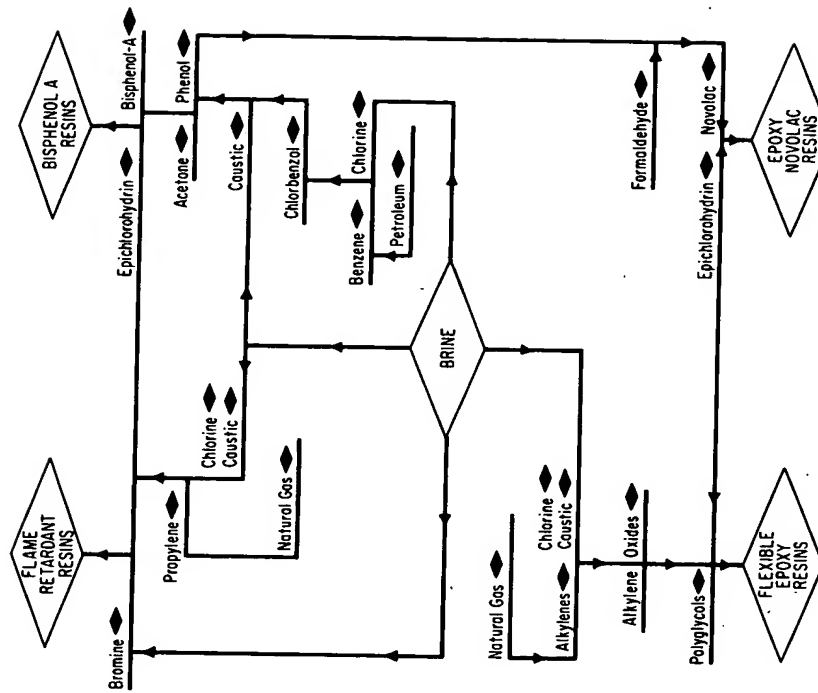 FLAME
RETARDANT
RESINS
BISPHENOL A
RESINS
Bromine
Epichlorohydrin
Bisphenol-A
Propylene
Natural Gas
Chlorine
Caustic
Acetone
Phenol
Caustic
Chlorbenzol
Benzene
Chlorine
Petroleum
BRINE
Natural Gas
Alkylenes
Chlorine
Caustic
Alkylene Oxides
Formaldehyde
Polyglycols
Epichlorohydrin
Novolac
FLEXIBLE
EPOXY
RESINS
EPOXY
NOVOLAC
RESINS